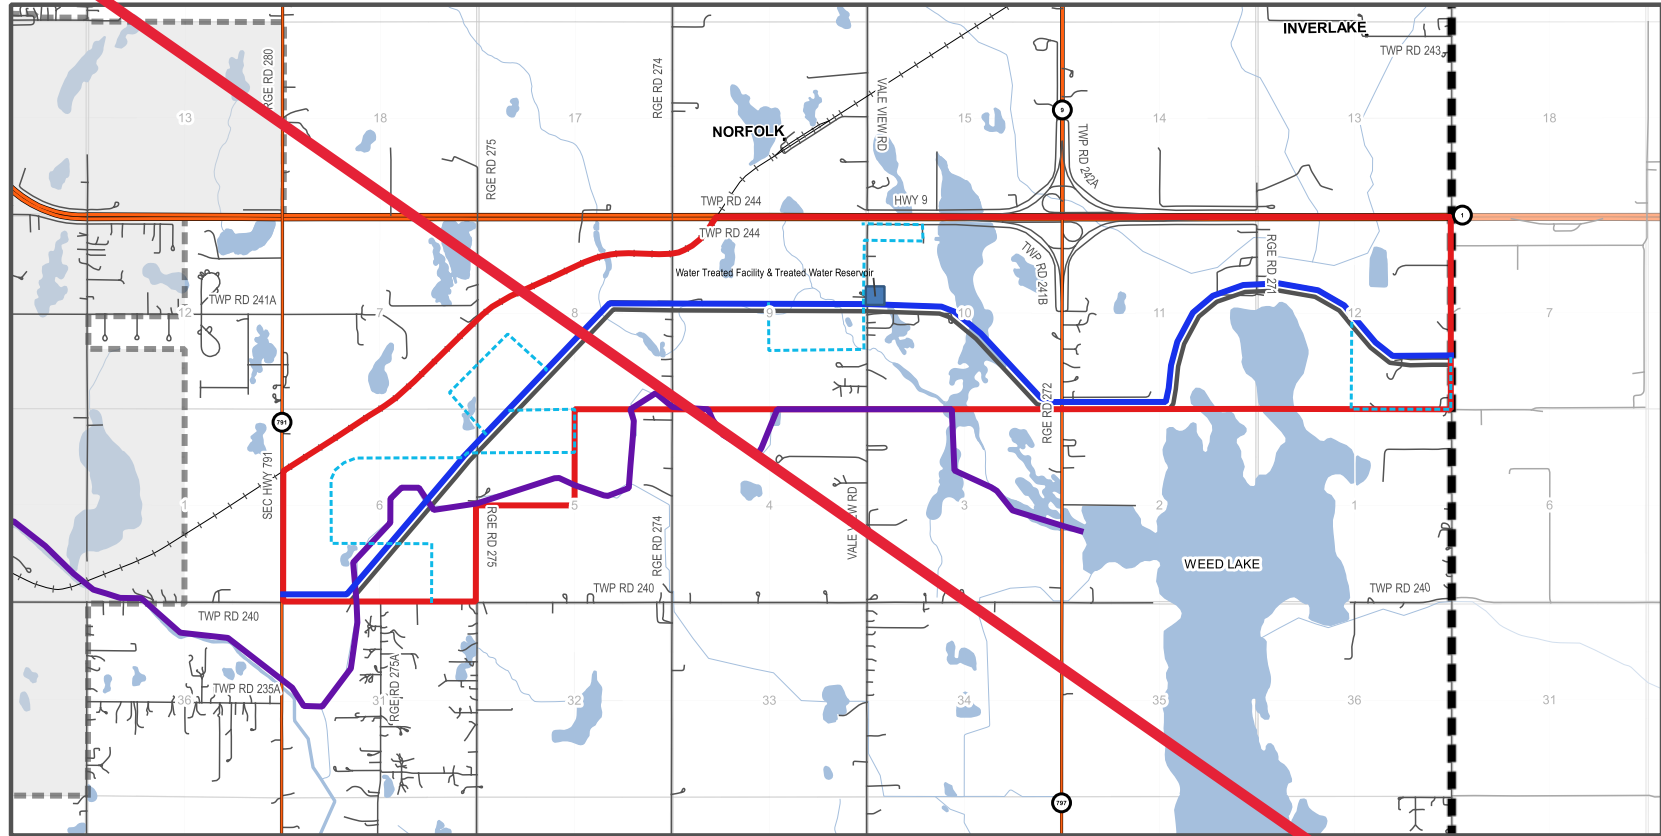 INVERLAKE
TWP RD 243
RGE RD 280
RGE RD 274
VALE VIEW RD
9
13
18
17
NORFOLK
15
14
13
18
RGE RD 275
TWP RD 242A
TWP RD 244
HWY 9
1
TWP RD 244
TWP RD 241B
RGE RD 271
Water Treated Facility & Treated Water Reservoir
TWP RD 241A
12
7
8
9
10
11
12
7
791
RGE RD 272
SEC HWY 791
1
6
RGE RD 275
5
RGE RD 274
4
VALE VIEW RD
3
2
1
6
WEED LAKE
TWP RD 240
TWP RD 240
TWP RD 240
RGE RD 275A
TWP RD 235A
36
31
32
33
34
35
36
31
797